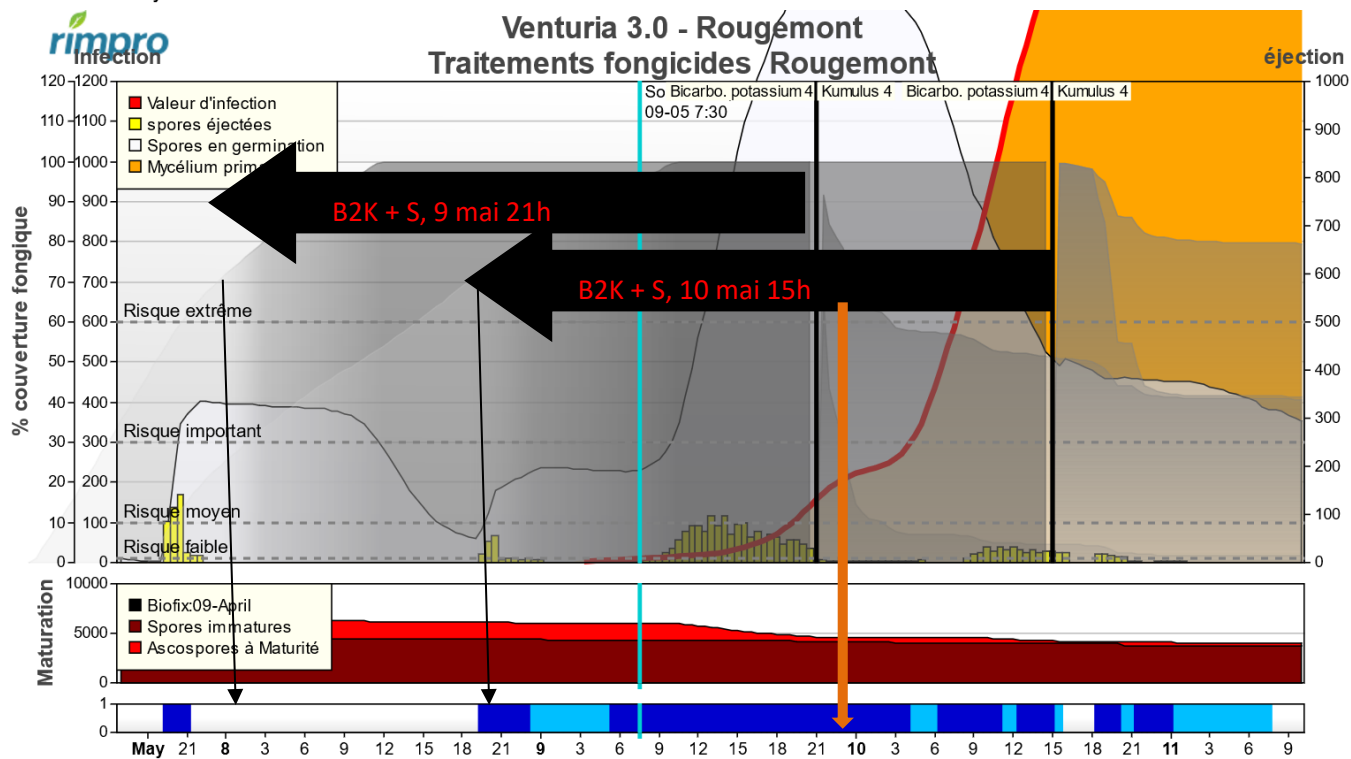 rimpro
Venturia 3.0 - Rougemont
Infection
Traitements fongicides Rougemont
éjection
120 1200 1000
110 1100 900
100 1000 800
90 900 700
80 800 600
70 700 500
60 600 400
50 500 300
40 400 200
30 300 100
20 200 0
10 100
0 0
Valeur d'infection
spores éjectées
Spores en germination
Mycélium prima
So Bicarbo. potassium 4 Kumulus 4 Bicarbo. potassium 4 Kumulus 4
09-05 7:30
B2K + S, 9 mai 21h
B2K + S, 10 mai 15h
% couverture fongique
Risque extrême
Risque important
Risque moyen
Risque faible
Maturation
10000
5000
0
Biofix:09-April
Spores immatures
Ascospores à Maturité
1
0
May 21 8 3 6 9 12 15 18 21 9 3 6 9 12 15 18 21 10 3 6 9 12 15 18 21 11 3 6 9